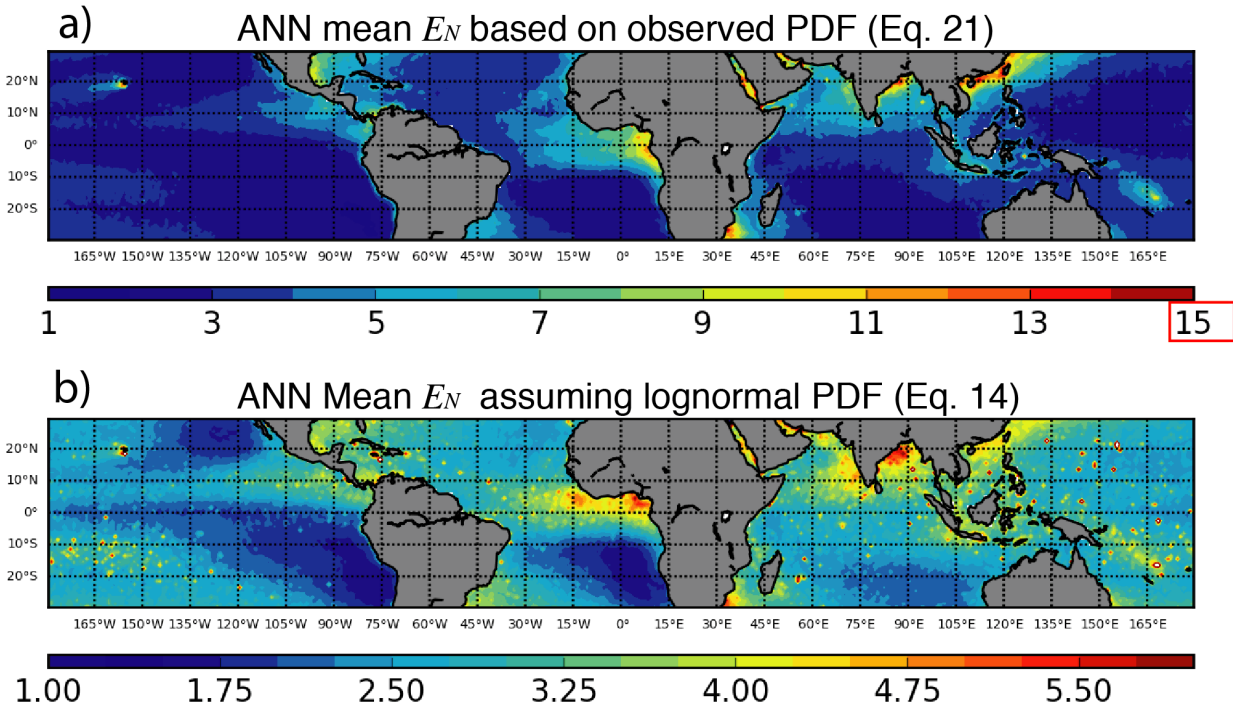 a)
ANN mean EN based on observed PDF (Eq. 21)
20°N
10°N
0°
10°S
20°S
165°W 150°W 135°W 120°W 105°W 90°W 75°W 60°W 45°W 30°W 15°W 0° 15°E 30°E 45°E 60°E 75°E 90°E 105°E 120°E 135°E 150°E 165°E
1 3 5 7 9 11 13 15
b)
ANN Mean EN assuming lognormal PDF (Eq. 14)
20°N
10°N
0°
10°S
20°S
165°W 150°W 135°W 120°W 105°W 90°W 75°W 60°W 45°W 30°W 15°W 0° 15°E 30°E 45°E 60°E 75°E 90°E 105°E 120°E 135°E 150°E 165°E
1.00 1.75 2.50 3.25 4.00 4.75 5.50